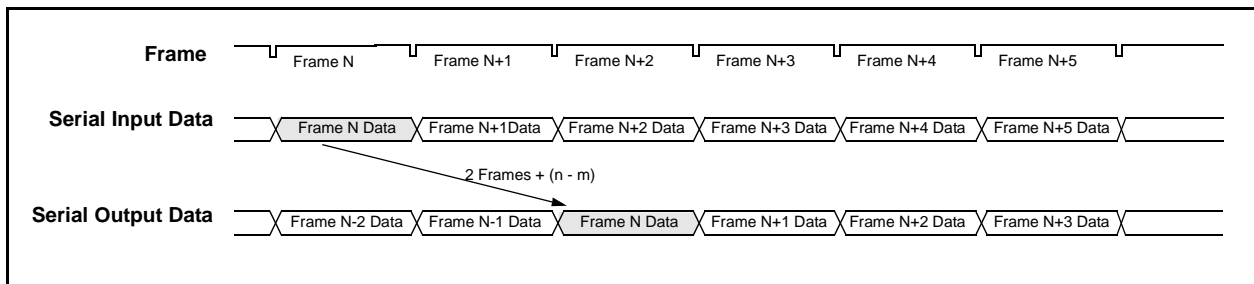 Frame
Frame N Frame N+1 Frame N+2 Frame N+3 Frame N+4 Frame N+5
Serial Input Data
Frame N Data Frame N+1Data Frame N+2 Data Frame N+3 Data Frame N+4 Data Frame N+5 Data
2 Frames + (n - m)
Serial Output Data
Frame N-2 Data Frame N-1 Data Frame N Data Frame N+1 Data Frame N+2 Data Frame N+3 Data